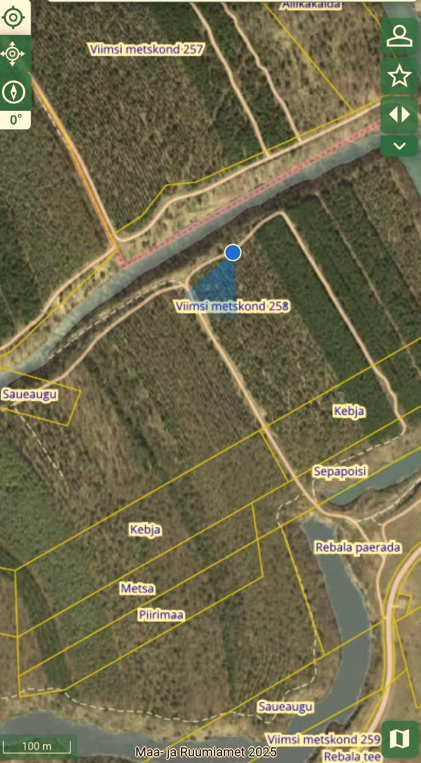 Allikakalda
Viimsi metskond 257
0°
Viimsi metskond 258
Saueaugu
Kebja
Sepapoisi
Kebja
Rebala paerada
Metsa
Piirimaa
Saueaugu
Viimsi metskond 259
100 m
Maa- ja Ruumiamet 2025
Rebala tee